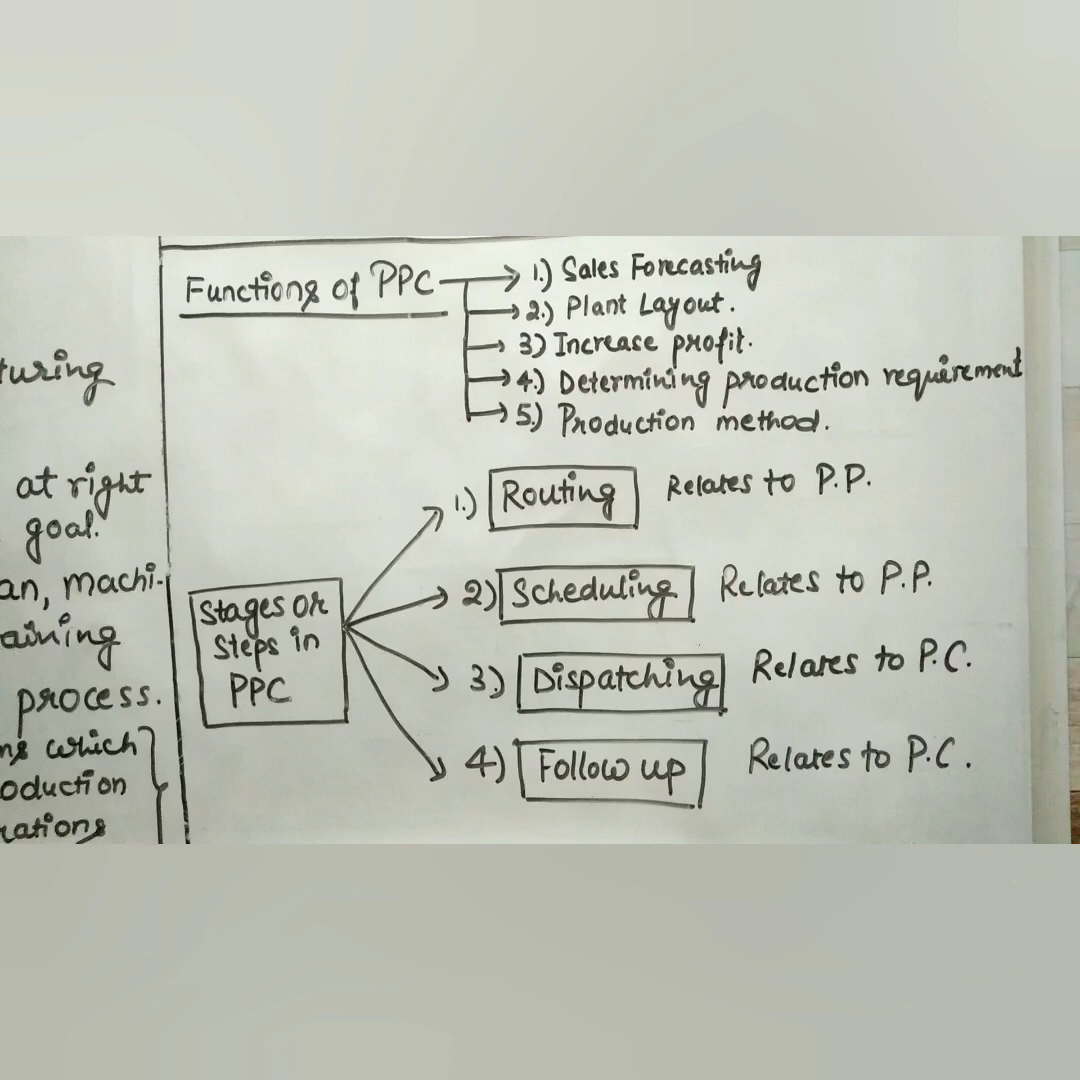 turing
at right
goal.
an, machi-
aining
process.
ns which
oduction
rations
Functions of PPC
1.) Sales Forecasting
2.) Plant Layout.
3) Increase profit.
4.) Determining production requirement
5.) Production method.
Stages or
Steps in
PPC
1.) Routing Relates to P.P.
2) Scheduling Relates to P.P.
3.) Dispatching Relates to P.C.
4) Follow up Relates to P.C.